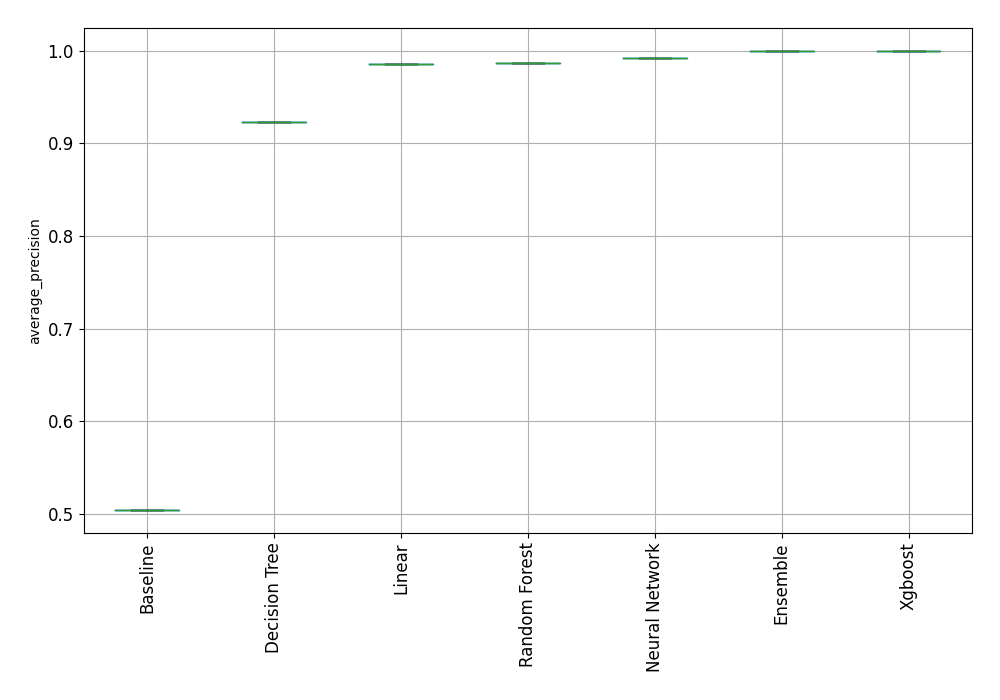 1.0
0.9
0.8
0.7
0.6
0.5
average_precision
Baseline
Decision Tree
Linear
Random Forest
Neural Network
Ensemble
Xgboost